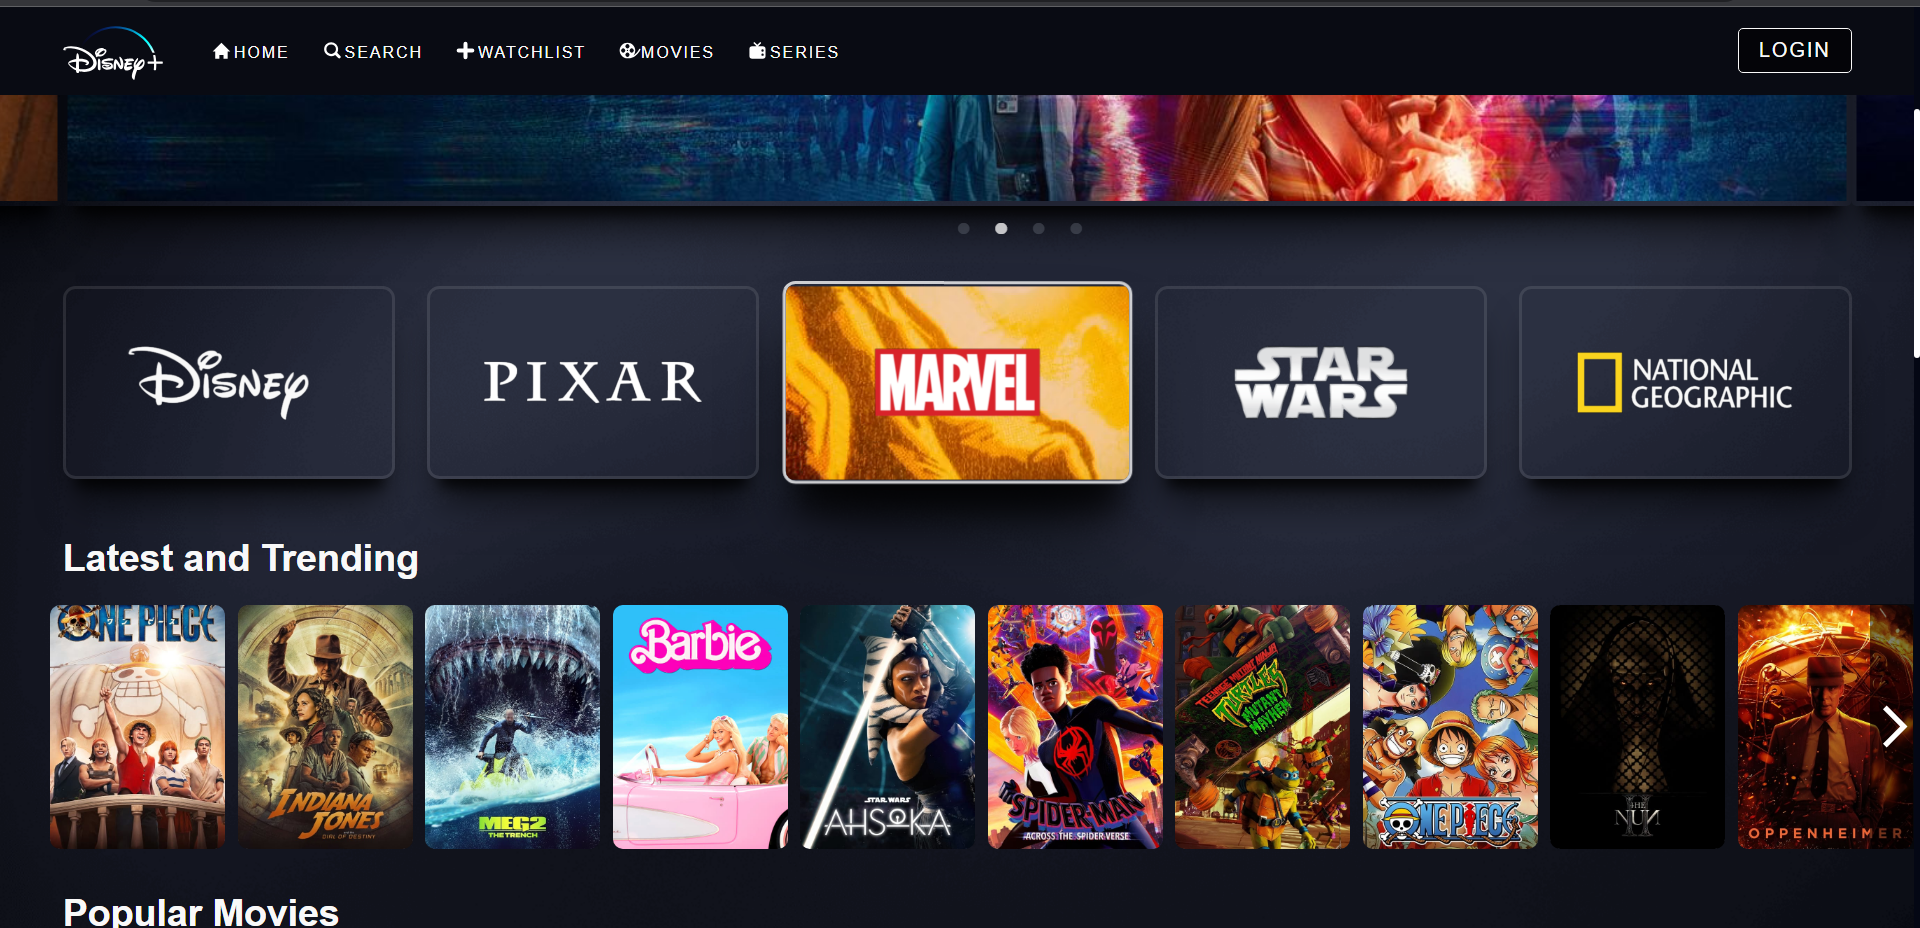 Disney+
HOME
SEARCH
WATCHLIST
MOVIES
SERIES
LOGIN
Disney
PIXAR
MARVEL
STAR
WARS
NATIONAL
GEOGRAPHIC
Latest and Trending
ONE PIECE
INDIANA
JONES
DIAL OF DESTINY
MEG2
THE TRENCH
Barbie
STAR WARS
AHSOKA
SPIDER-MAN
ACROSS THE SPIDER-VERSE
TEENAGE MUTANT NINJA
TURTLES
MUTANT
MAYHEM
ONE PIECE
THE
NUN
II
OPPENHEIMER
Popular Movies